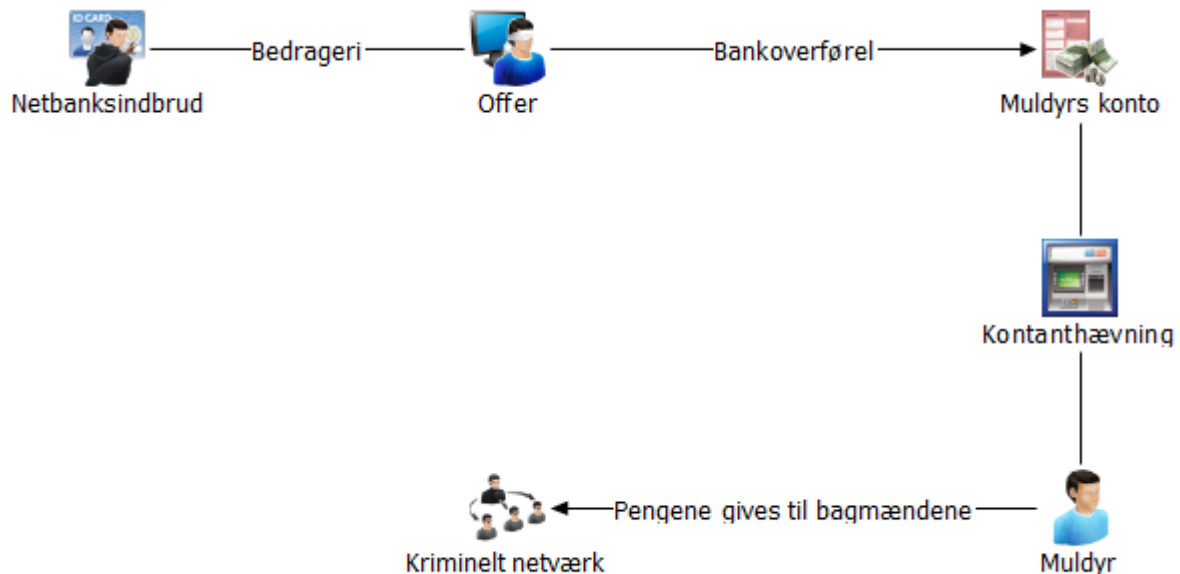 ID CARD
Bedrageri
Bankoverførel
Netbanksindbrud
Offer
Muldyrs konto
Kontanthævning
Pengene gives til bagmændene
Kriminelt netværk
Muldyr